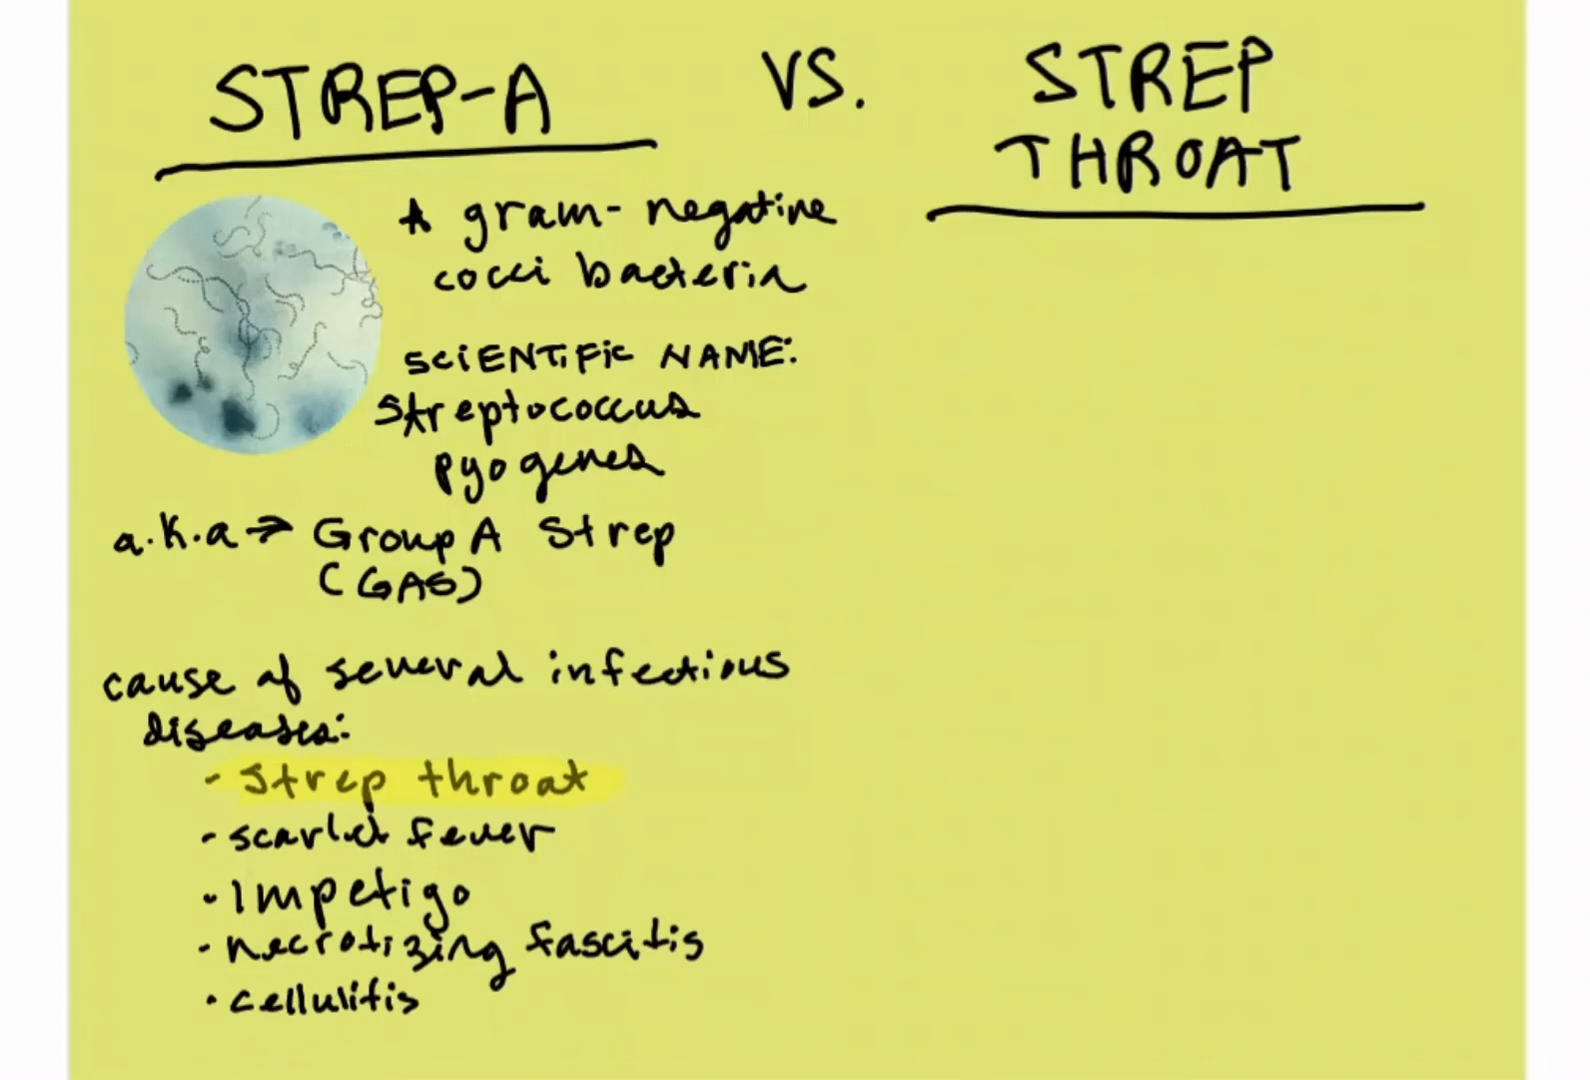 STREP-A VS. STREP
THROAT
A gram-negative
cocci bacteria
SCIENTIFIC NAME:
streptococcus
pyogenes
a.k.a → Group A Strep
(GAS)
cause of several infectious
diseases:
- strep throat
- scarlet fever
- Impetigo
- necrotizing fascitis
- cellulitis